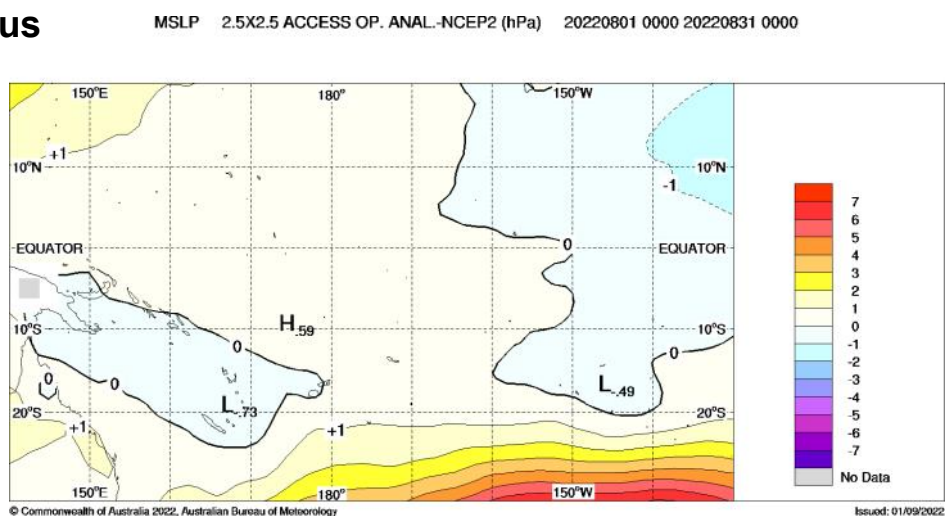 us
MSLP 2.5X2.5 ACCESS OP. ANAL.-NCEP2 (hPa) 20220801 0000 20220831 0000
150°E 180° 150°W
+1
10°N 10°N
-1
0
EQUATOR EQUATOR
H.59
10°S 10°S
0 0
0 0
L-.73 L-.49
20°S 20°S
+1 +1
150°E 180° 150°W
7
6
5
4
3
2
1
0
-1
-2
-3
-4
-5
-6
-7
No Data
© Commonwealth of Australia 2022, Australian Bureau of Meteorology Issued: 01/09/2022